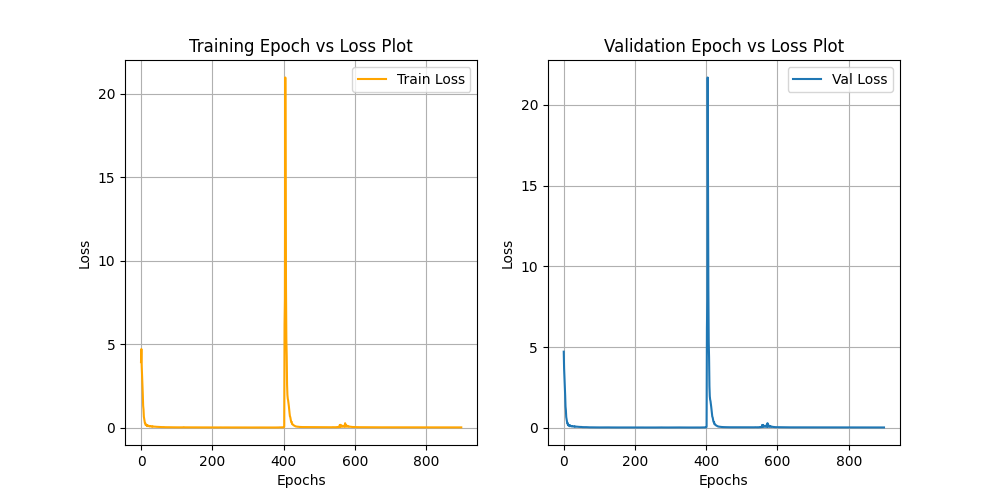 Training Epoch vs Loss Plot
Train Loss
20
15
10
5
0
Loss
0 200 400 600 800
Epochs
Validation Epoch vs Loss Plot
Val Loss
20
15
10
5
0
Loss
0 200 400 600 800
Epochs